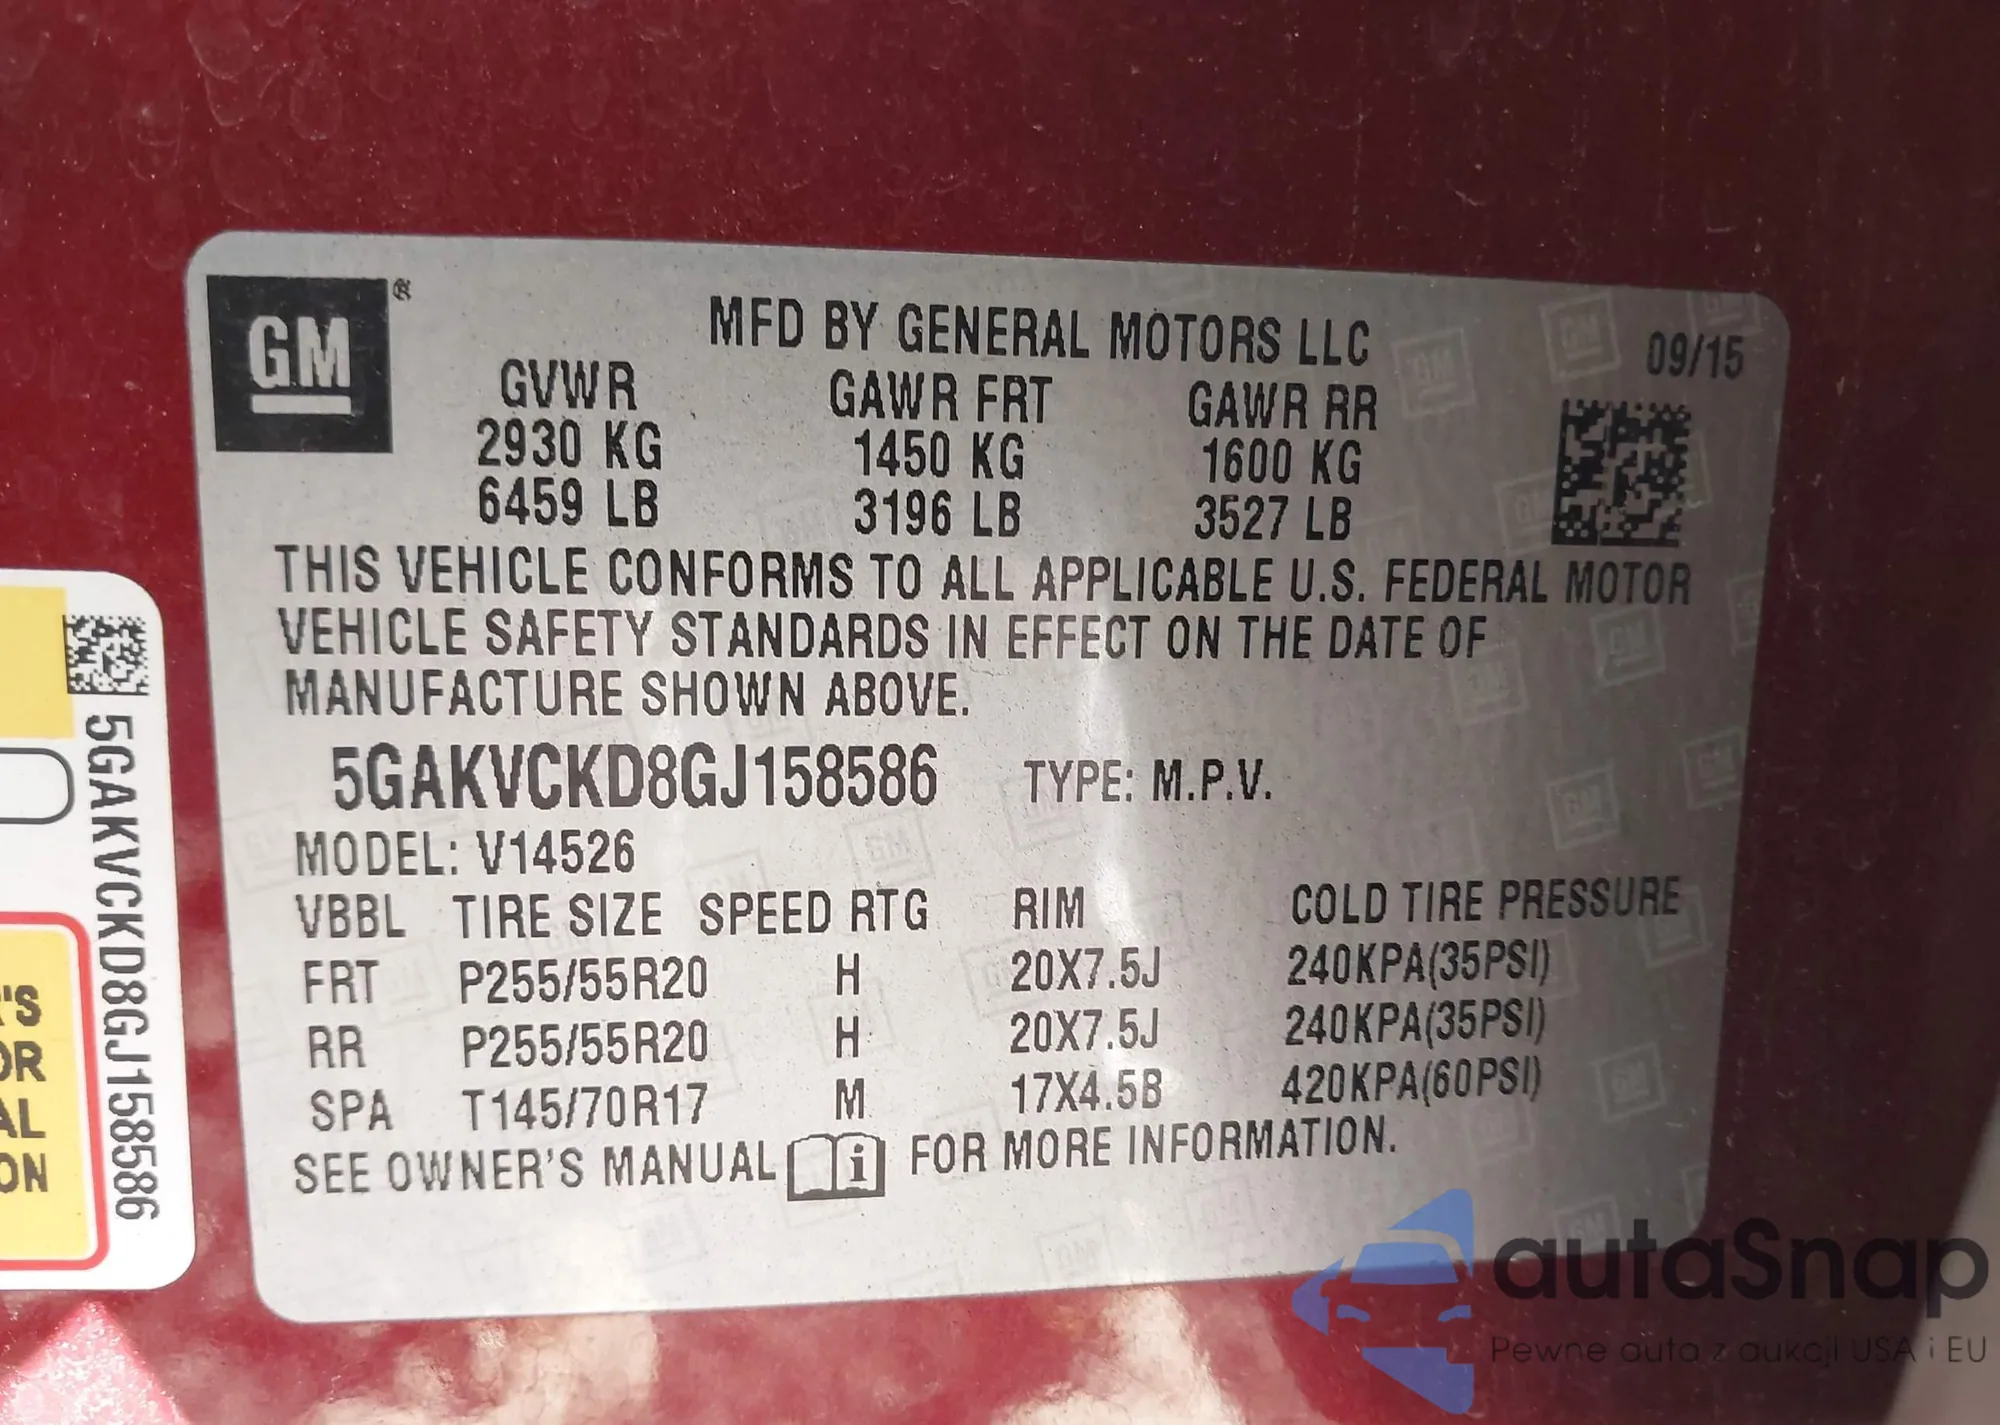 GM ®
MFD BY GENERAL MOTORS LLC
09/15
GVWR GAWR FRT GAWR RR
2930 KG 1450 KG 1600 KG
6459 LB 3196 LB 3527 LB
THIS VEHICLE CONFORMS TO ALL APPLICABLE U.S. FEDERAL MOTOR
VEHICLE SAFETY STANDARDS IN EFFECT ON THE DATE OF
MANUFACTURE SHOWN ABOVE.
5GAKVCKD8GJ158586 TYPE: M.P.V.
MODEL: V14526
VBBL TIRE SIZE SPEED RTG RIM COLD TIRE PRESSURE
FRT P255/55R20 H 20X7.5J 240KPA(35PSI)
RR P255/55R20 H 20X7.5J 240KPA(35PSI)
SPA T145/70R17 M 17X4.5B 420KPA(60PSI)
SEE OWNER'S MANUAL i FOR MORE INFORMATION.
5GAKVCKD8GJ158586
'S
OR
AL
ON
autaSnap
Pewne auta z aukcji USA i EU